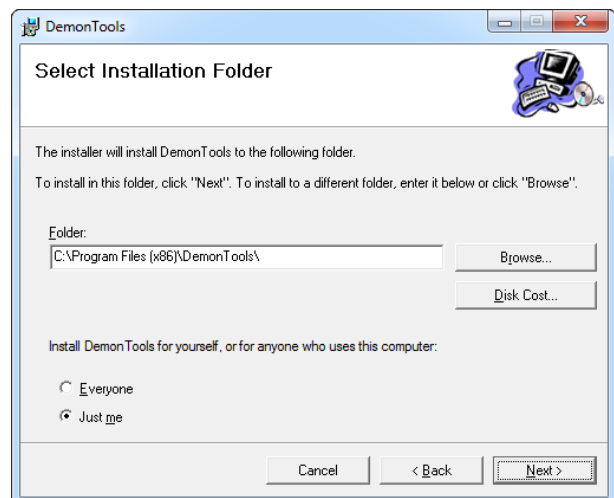 DemonTools
Select Installation Folder
The installer will install DemonTools to the following folder.
To install in this folder, click "Next". To install to a different folder, enter it below or click "Browse".
Folder:
C:\Program Files (x86)\DemonTools\
Browse...
Disk Cost...
Install DemonTools for yourself, or for anyone who uses this computer:
Everyone
Just me
Cancel
< Back
Next >